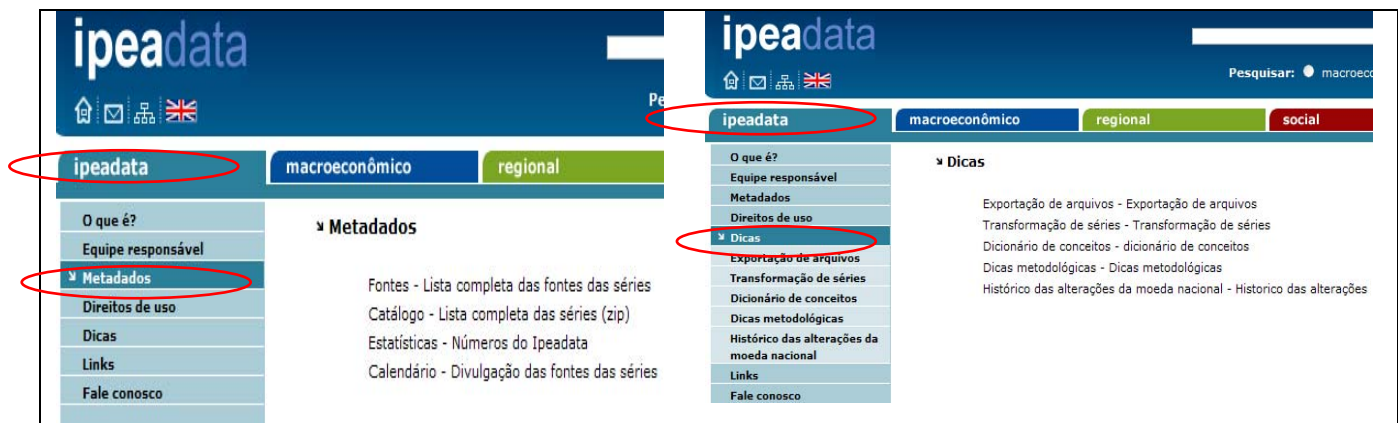 ipeadata
Pe
ipeadata
macroeconômico
regional
O que é?
Equipe responsável
Metadados
Direitos de uso
Dicas
Links
Fale conosco
Metadados
Fontes - Lista completa das fontes das séries
Catálogo - Lista completa das séries (zip)
Estatísticas - Números do Ipeadata
Calendário - Divulgação das fontes das séries
ipeadata
Pesquisar: macroeco
ipeadata
macroeconômico
regional
social
O que é?
Equipe responsável
Metadados
Direitos de uso
Dicas
Exportação de arquivos
Transformação de séries
Dicionário de conceitos
Dicas metodológicas
Histórico das alterações da
moeda nacional
Links
Fale conosco
Dicas
Exportação de arquivos - Exportação de arquivos
Transformação de séries - Transformação de séries
Dicionário de conceitos - dicionário de conceitos
Dicas metodológicas - Dicas metodológicas
Histórico das alterações da moeda nacional - Historico das alterações